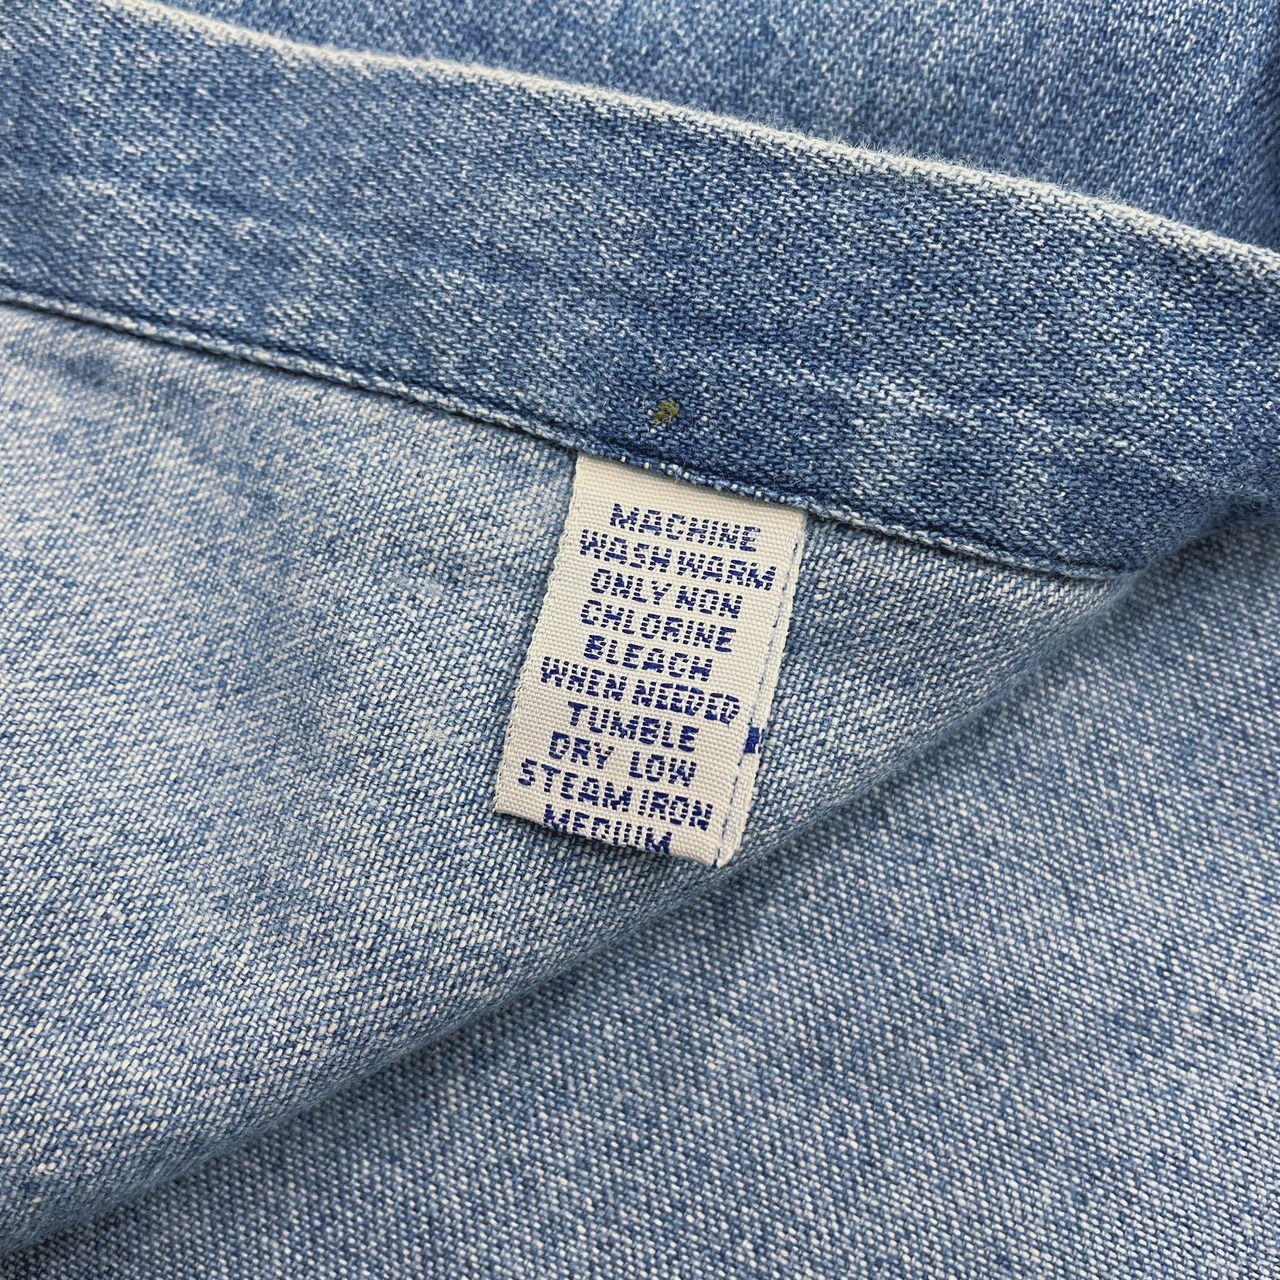 MACHINE
WASH WARM
ONLY NON
CHLORINE
BLEACH
WHEN NEEDED
TUMBLE
DRY LOW
STEAM IRON
MEDIUM